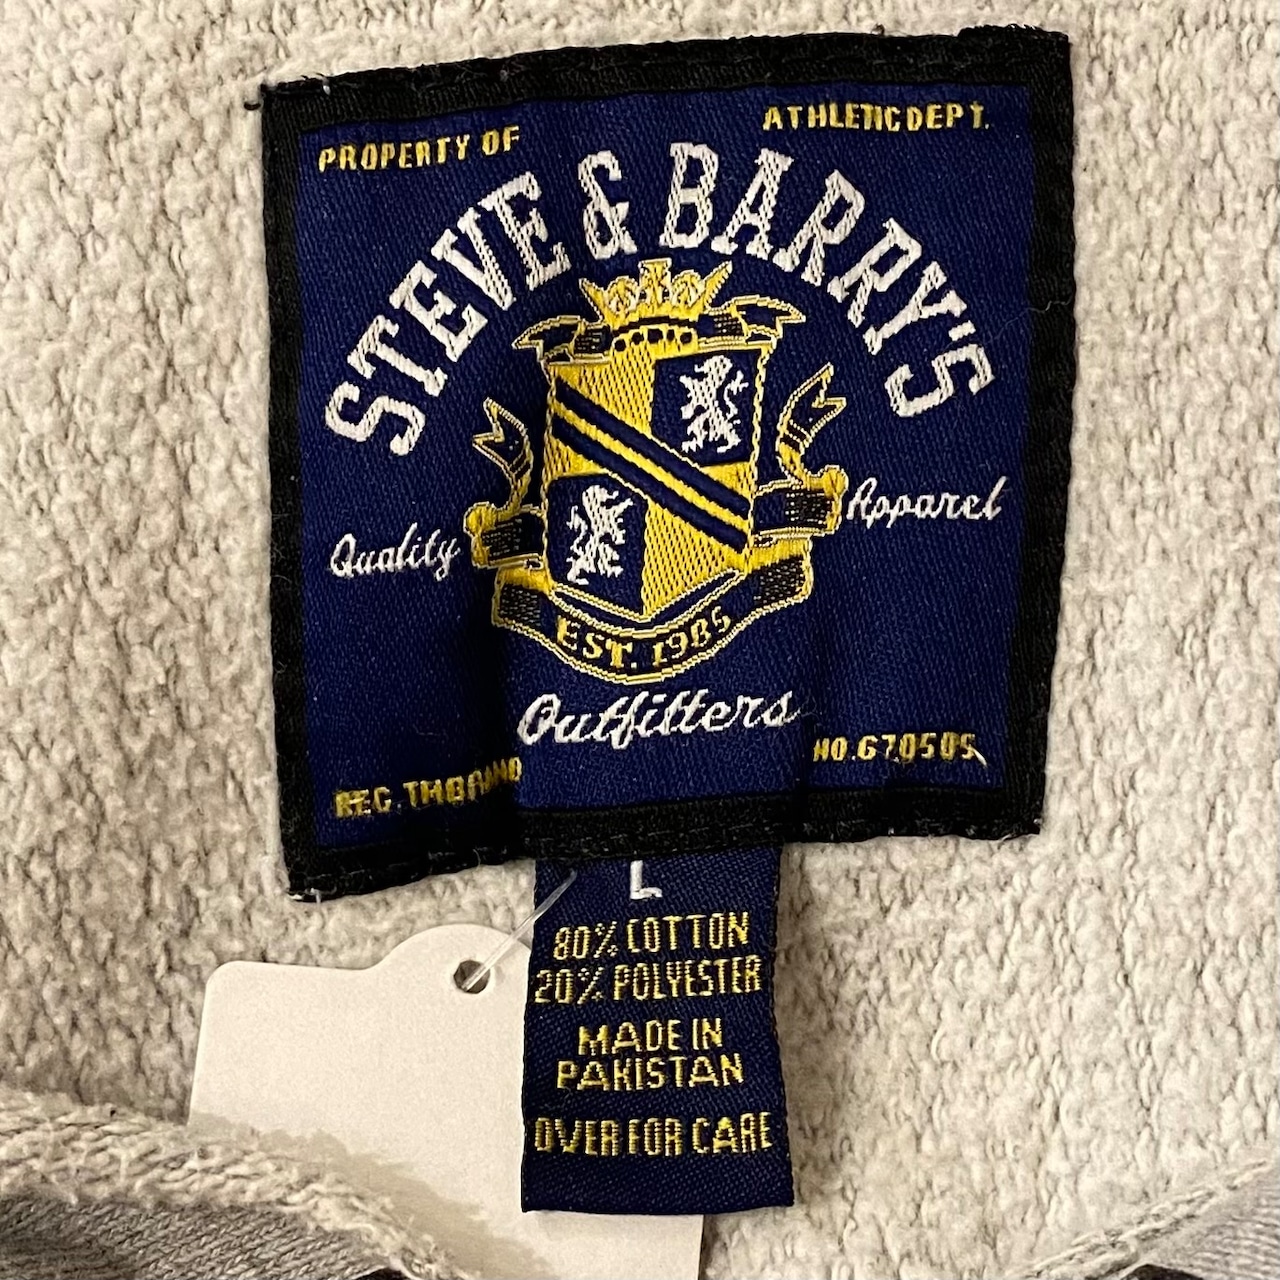 PROPERTY OF
ATHLETIC DEPT.
STEVE & BARRY'S
Quality
Apparel
EST. 1985
Outfitters
REG.
NO.
L
80% COTTON
20% POLYESTER
MADE IN
PAKISTAN
OVER FOR CARE